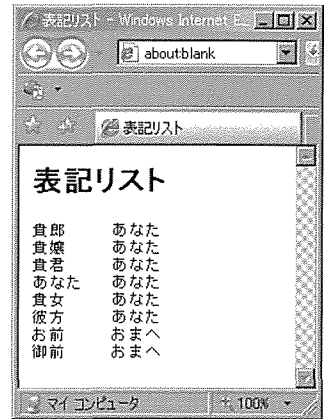 表記リスト - Windows Internet E...
about:blank
表記リスト
表記リスト
貴郎 あなた
貴嬢 あなた
貴君 あなた
あなた あなた
貴女 あなた
彼方 あなた
お前 おまへ
御前 おまへ
マイ コンピュータ 100%